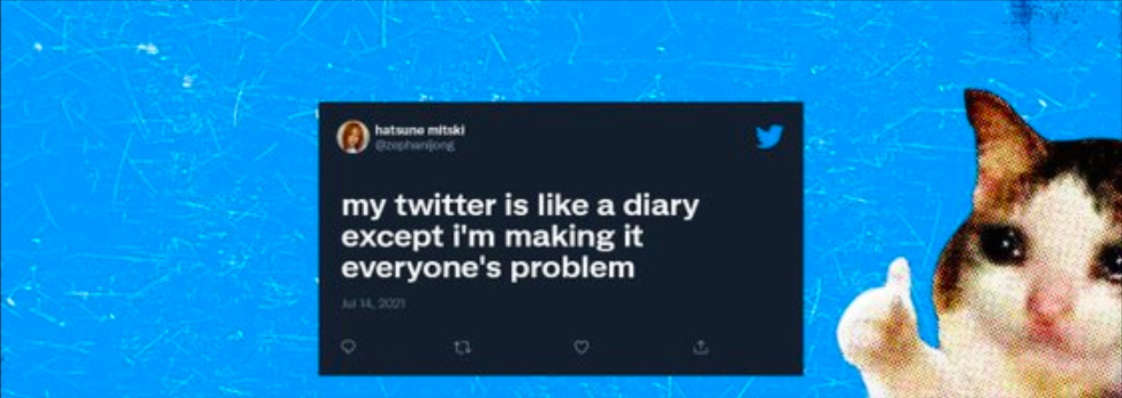 hatsune mitski
@zephanijong
my twitter is like a diary
except i'm making it
everyone's problem
Jul 14, 2021